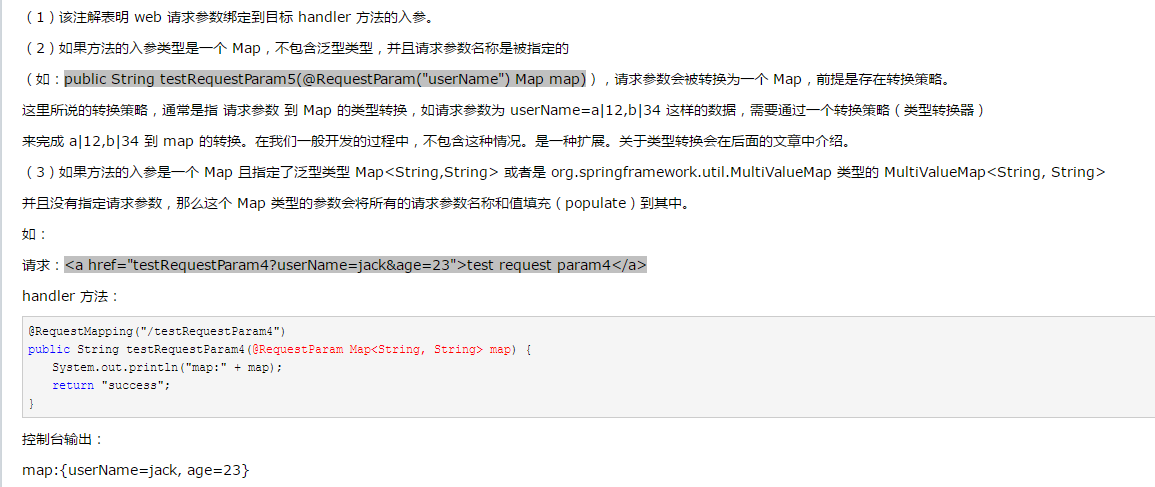 （1）该注解表明 web 请求参数绑定到目标 handler 方法的入参。
（2）如果方法的入参类型是一个 Map，不包含泛型类型，并且请求参数名称是被指定的
（如：public String testRequestParam5(@RequestParam("userName") Map map)），请求参数会被转换为一个 Map，前提是存在转换策略。
这里所说的转换策略，通常是指 请求参数 到 Map 的类型转换，如请求参数为 userName=a|12,b|34 这样的数据，需要通过一个转换策略（类型转换器）
来完成 a|12,b|34 到 map 的转换。在我们一般开发的过程中，不包含这种情况。是一种扩展。关于类型转换会在后面的文章中介绍。
（3）如果方法的入参是一个 Map 且指定了泛型类型 Map<String,String> 或者是 org.springframework.util.MultiValueMap 类型的 MultiValueMap<String, String>
并且没有指定请求参数，那么这个 Map 类型的参数会将所有的请求参数名称和值填充（populate）到其中。
如：
请求：<a href="testRequestParam4?userName=jack&age=23">test request param4</a>
handler 方法：
@RequestMapping("/testRequestParam4")
public String testRequestParam4(@RequestParam Map<String, String> map) {
    System.out.println("map:" + map);
    return "success";
}
控制台输出：
map:{userName=jack, age=23}